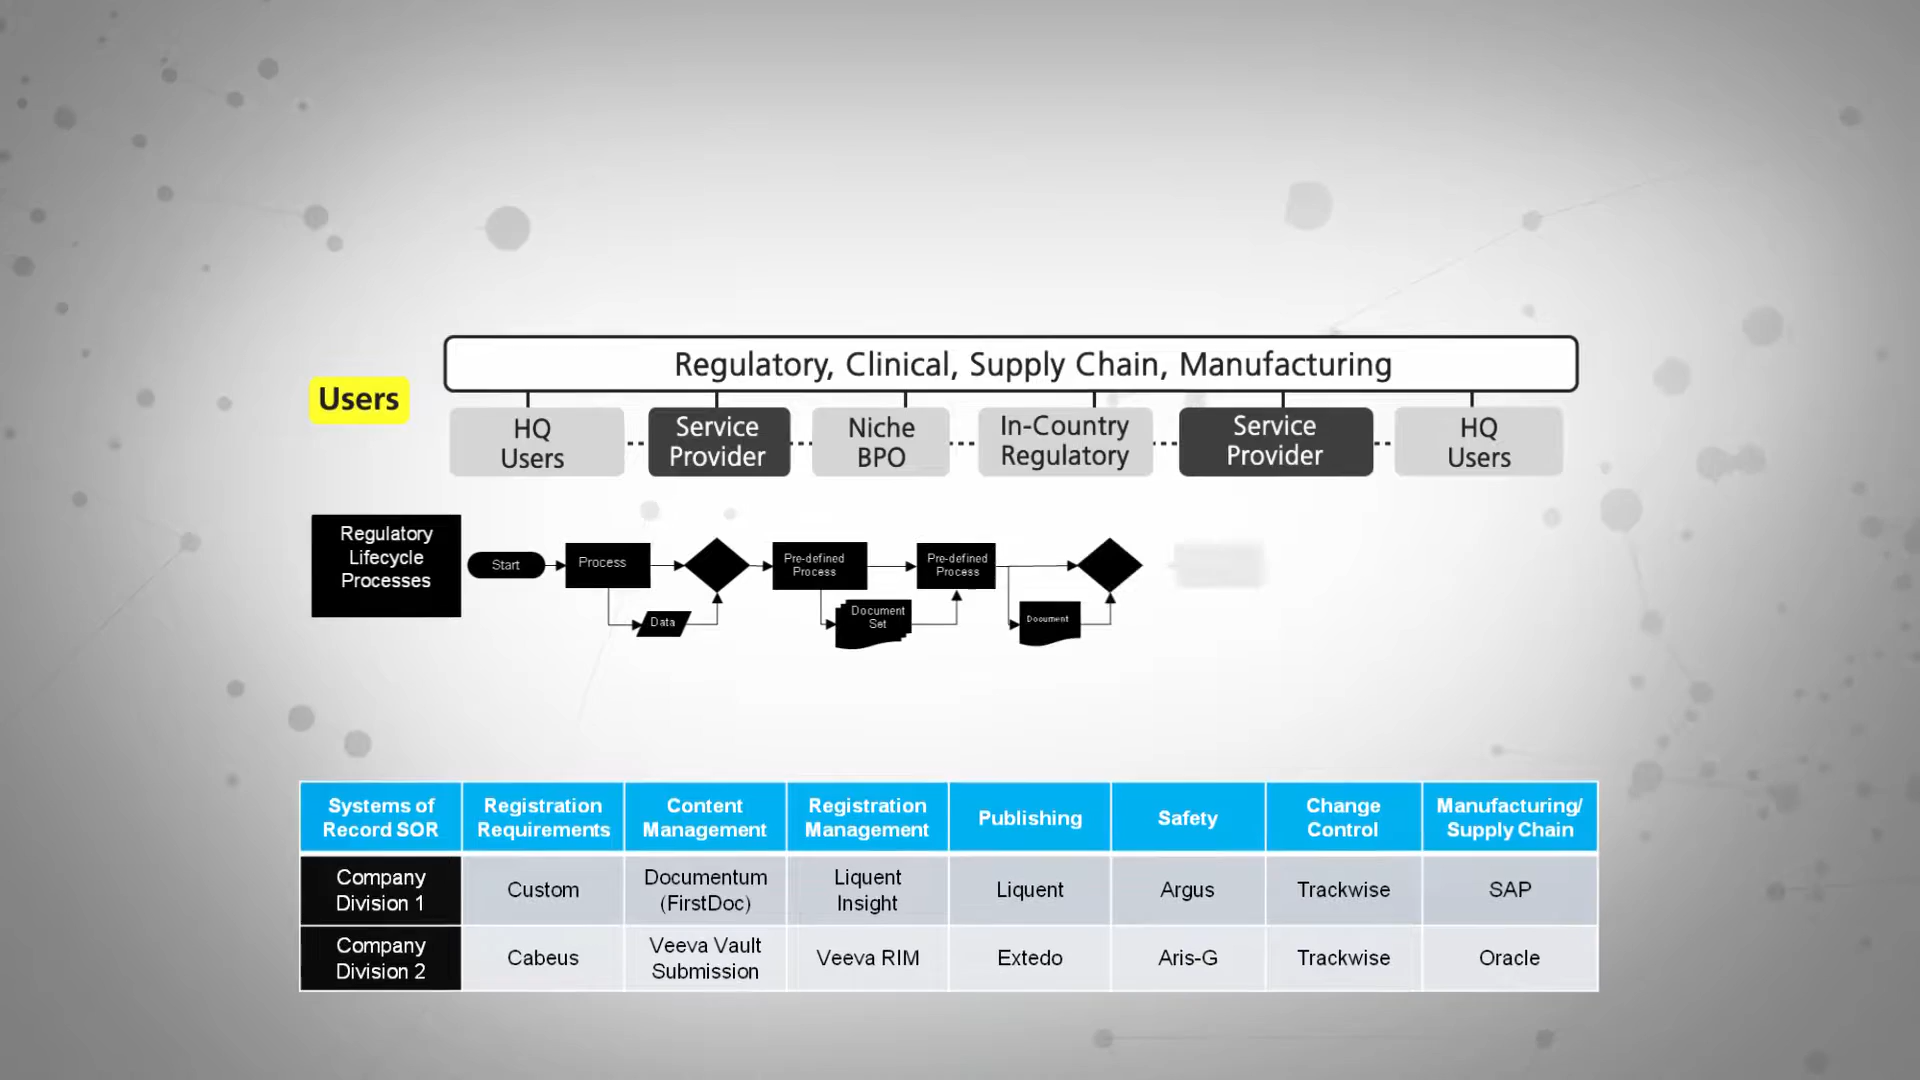 Regulatory, Clinical, Supply Chain, Manufacturing
Users
HQ
Users
Service
Provider
Niche
BPO
In-Country
Regulatory
Service
Provider
HQ
Users
Regulatory
Lifecycle
Processes
Start
Process
Data
Pre-defined
Process
Document
Set
Pre-defined
Process
Document
Systems of
Record SOR
Registration
Requirements
Content
Management
Registration
Management
Publishing
Safety
Change
Control
Manufacturing/
Supply Chain
Company
Division 1
Custom
Documentum
(FirstDoc)
Liquent
Insight
Liquent
Argus
Trackwise
SAP
Company
Division 2
Cabeus
Veeva Vault
Submission
Veeva RIM
Extedo
Aris-G
Trackwise
Oracle